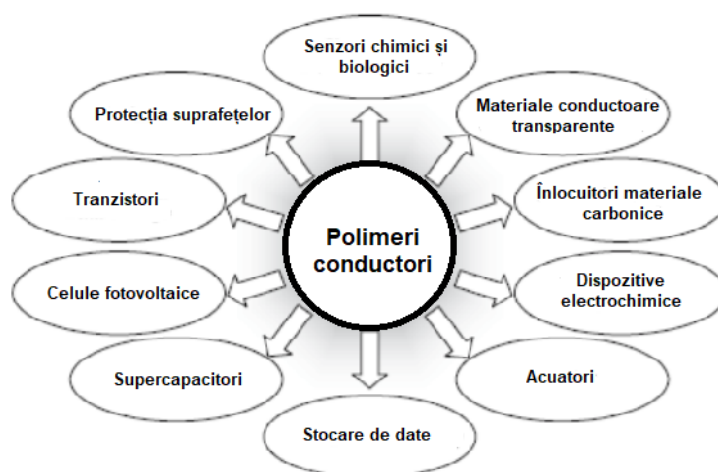 Senzori chimici și
biologici
Protecția suprafețelor
Materiale conductoare
transparente
Tranzistori
Înlocuitori materiale
carbonice
Polimeri
conductori
Celule fotovoltaice
Dispozitive
electrochimice
Supercapacitori
Acuatori
Stocare de date